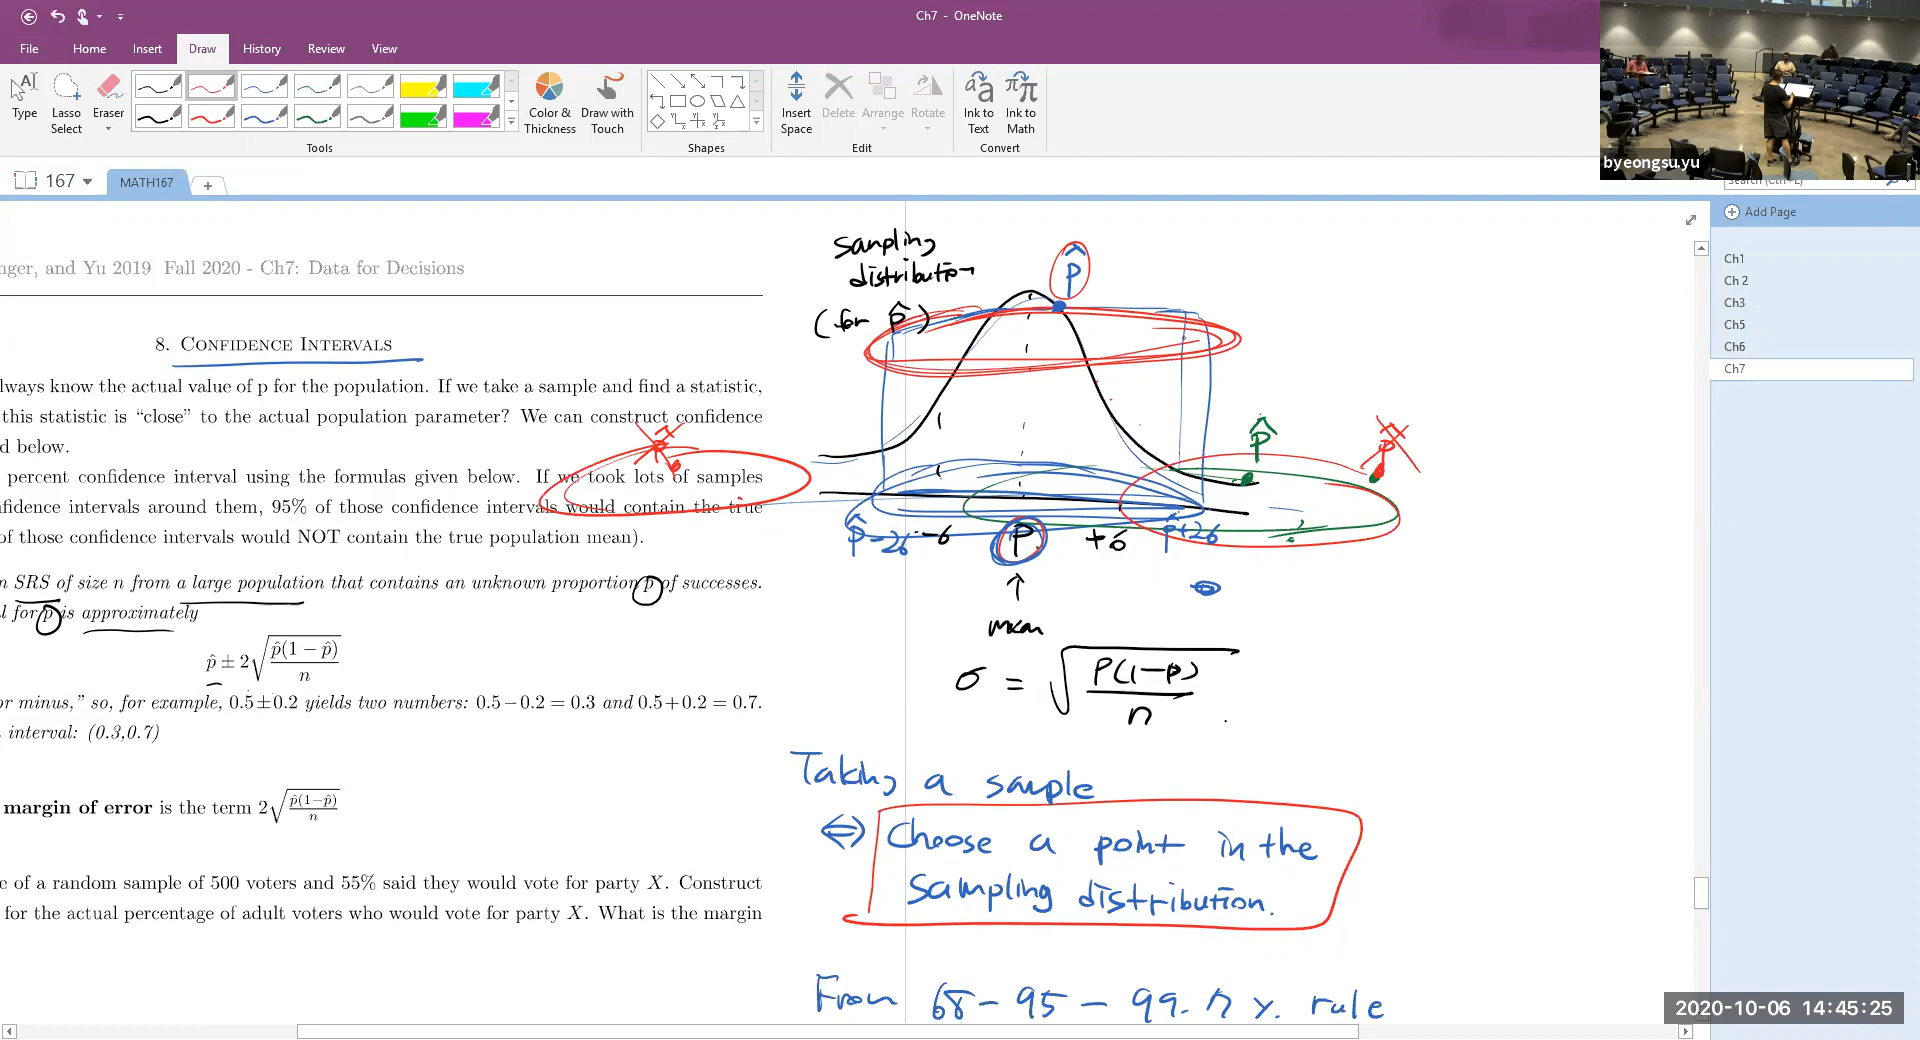 Ch7 - OneNote
File Home Insert Draw History Review View
Type
Lasso Select
Eraser
Color & Thickness
Draw with Touch
Insert Space
Delete
Arrange
Rotate
Ink to Text
Ink to Math
Tools
Shapes
Edit
Convert
byeongsu.yu
167
MATH167
Search (Ctrl+E)
Add Page
Ch1
Ch 2
Ch3
Ch5
Ch6
Ch7
nger, and Yu 2019 Fall 2020 - Ch7: Data for Decisions
8. Confidence Intervals
lways know the actual value of p for the population. If we take a sample and find a statistic,
this statistic is “close” to the actual population parameter? We can construct confidence
d below.
percent confidence interval using the formulas given below. If we took lots of samples
nfidence intervals around them, 95% of those confidence intervals would contain the true
of those confidence intervals would NOT contain the true population mean).
n SRS of size n from a large population that contains an unknown proportion p of successes.
l for p is approximately
p̂ ± 2√(p̂(1 − p̂)/n)
or minus,” so, for example, 0.5±0.2 yields two numbers: 0.5−0.2 = 0.3 and 0.5+0.2 = 0.7.
interval: (0.3,0.7)
margin of error is the term 2√(p̂(1−p̂)/n)
e of a random sample of 500 voters and 55% said they would vote for party X. Construct
for the actual percentage of adult voters who would vote for party X. What is the margin
sampling
distribution
(for p̂)
p̂
p̂
p̂
p̂
p̂-2σ -σ P +σ p̂+2σ
mean
σ = √(P(1-p)/n)
Taking a sample
⇔ Choose a point in the
sampling distribution.
From 68-95-99.7 %. rule
2020-10-06 14:45:25